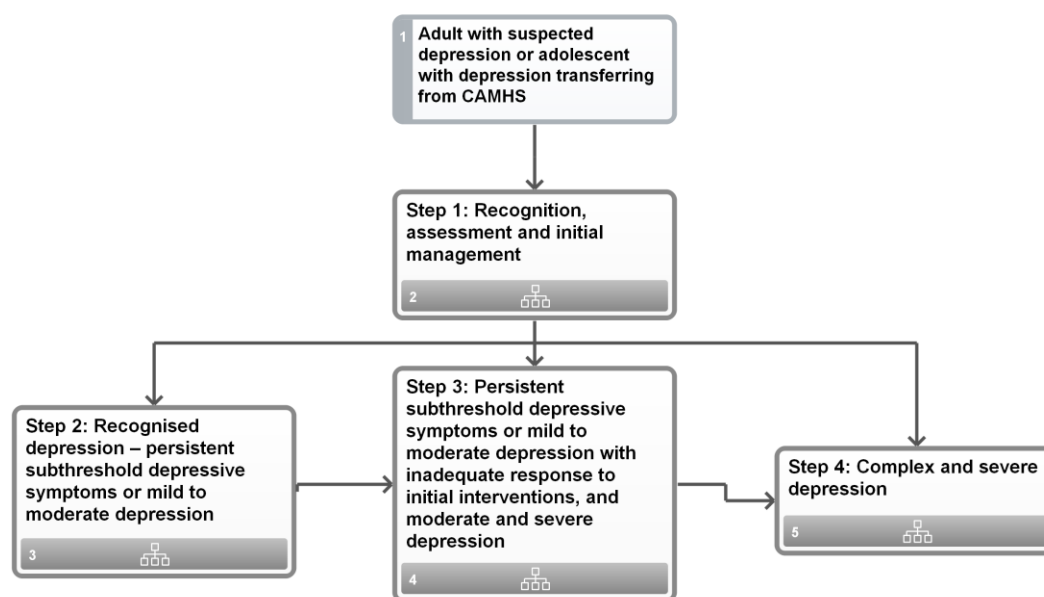 1
Adult with suspected
depression or adolescent
with depression transferring
from CAMHS
Step 1: Recognition,
assessment and initial
management
2
Step 2: Recognised
depression – persistent
subthreshold depressive
symptoms or mild to
moderate depression
3
Step 3: Persistent
subthreshold depressive
symptoms or mild to
moderate depression with
inadequate response to
initial interventions, and
moderate and severe
depression
4
Step 4: Complex and severe
depression
5